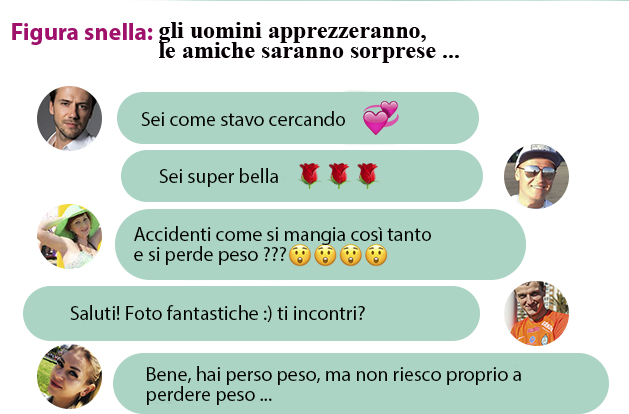 Figura snella: gli uomini apprezzeranno,
le amiche saranno sorprese ...
Sei come stavo cercando 💞
Sei super bella 🌹🌹🌹
Accidenti come si mangia così tanto
e si perde peso ???😲😲😲😲
Saluti! Foto fantastiche :) ti incontri?
Bene, hai perso peso, ma non riesco proprio a
perdere peso ...